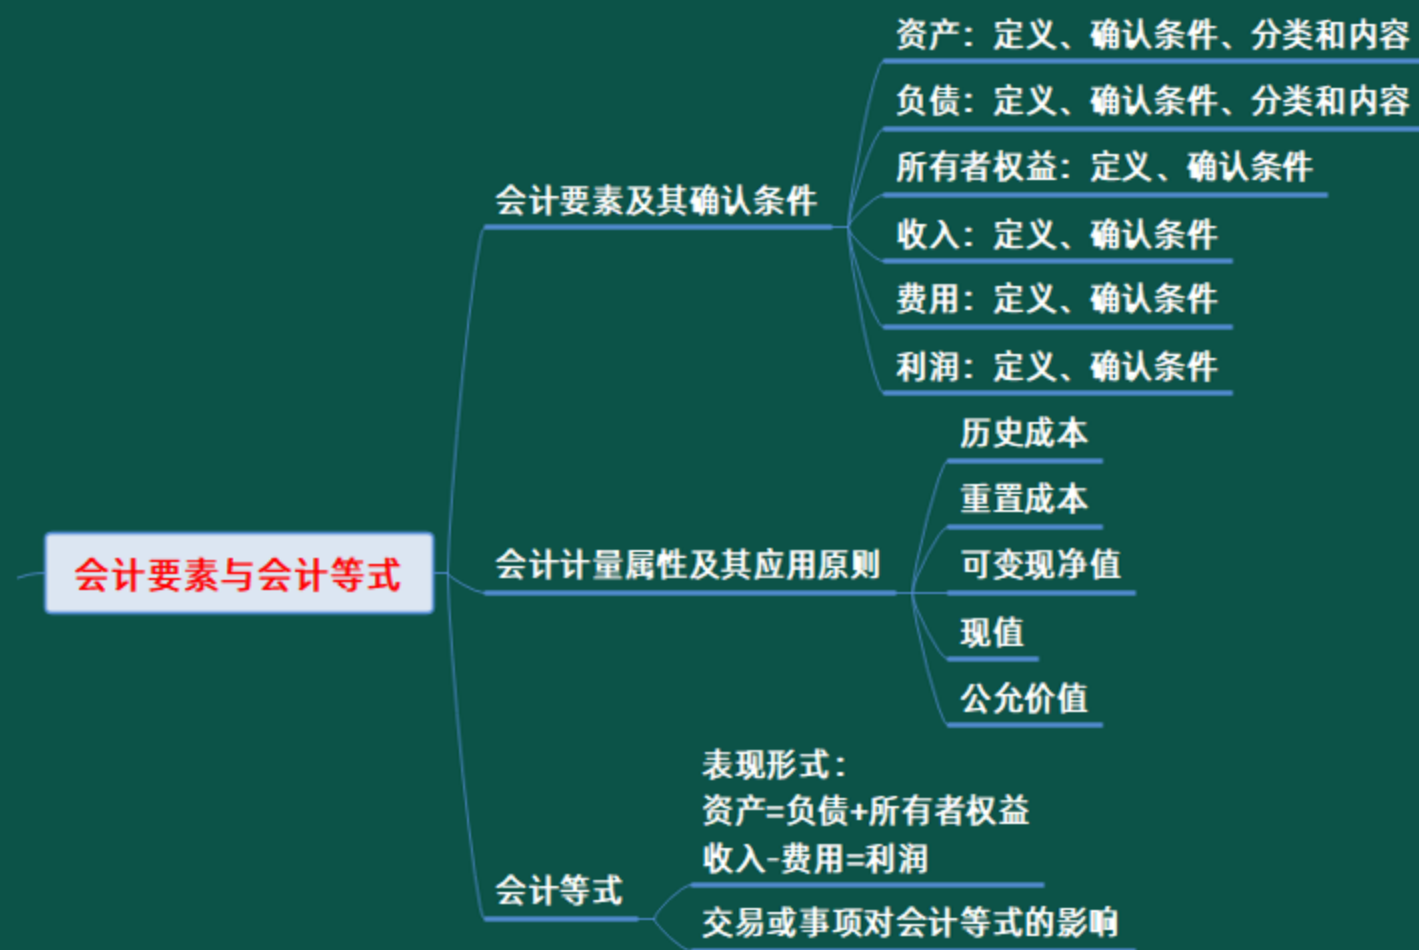 资产：定义、确认条件、分类和内容
负债：定义、确认条件、分类和内容
所有者权益：定义、确认条件
会计要素及其确认条件
收入：定义、确认条件
费用：定义、确认条件
利润：定义、确认条件
历史成本
重置成本
会计计量属性及其应用原则
可变现净值
会计要素与会计等式
现值
公允价值
表现形式：
资产=负债+所有者权益
收入-费用=利润
会计等式
交易或事项对会计等式的影响